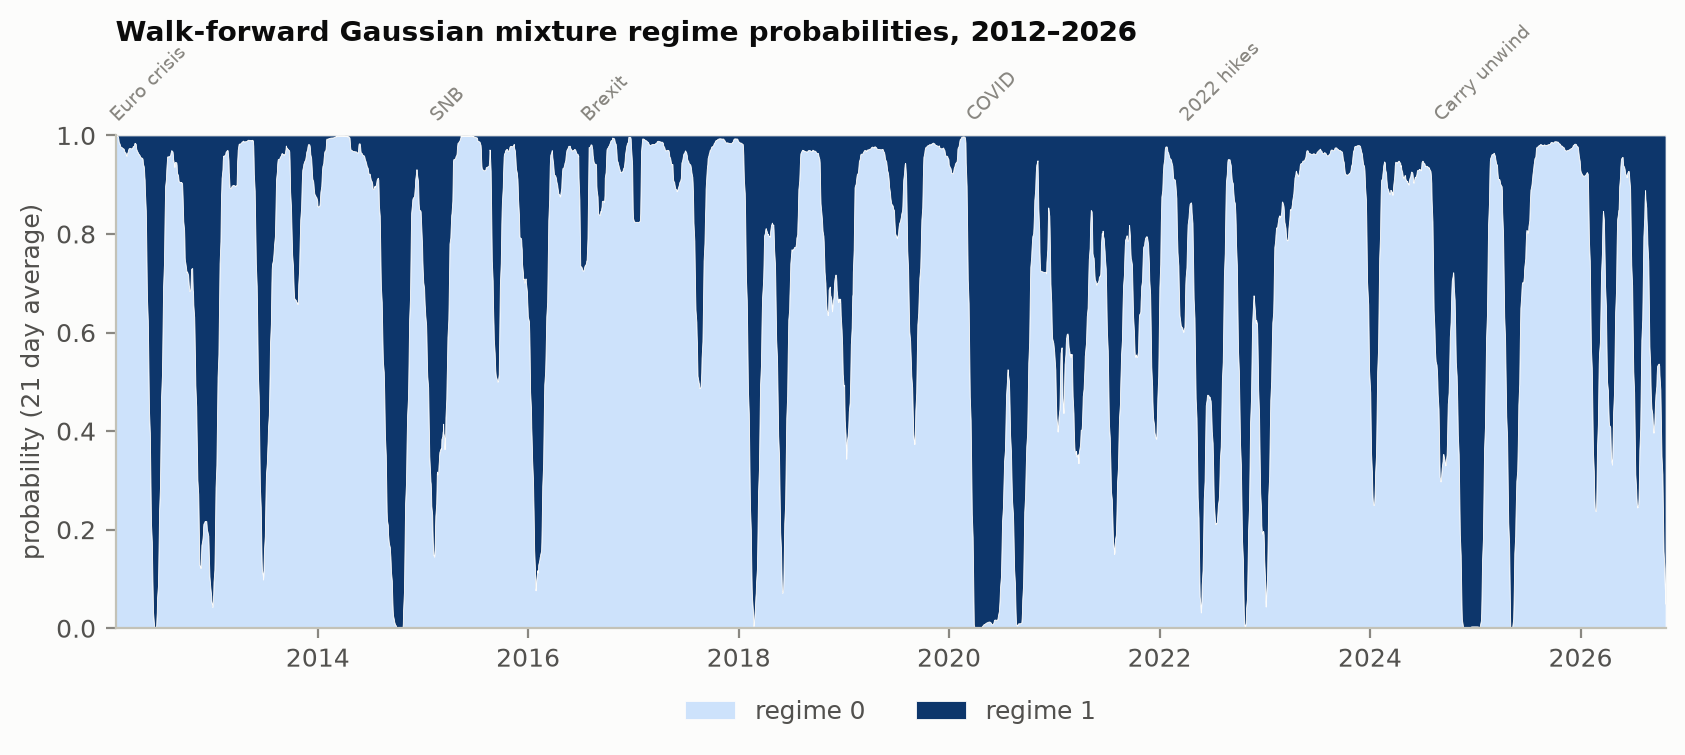 Walk-forward Gaussian mixture regime probabilities, 2012–2026
Euro crisis
SNB
Brexit
COVID
2022 hikes
Carry unwind
probability (21 day average)
1.0
0.8
0.6
0.4
0.2
0.0
2014 2016 2018 2020 2022 2024 2026
regime 0 regime 1